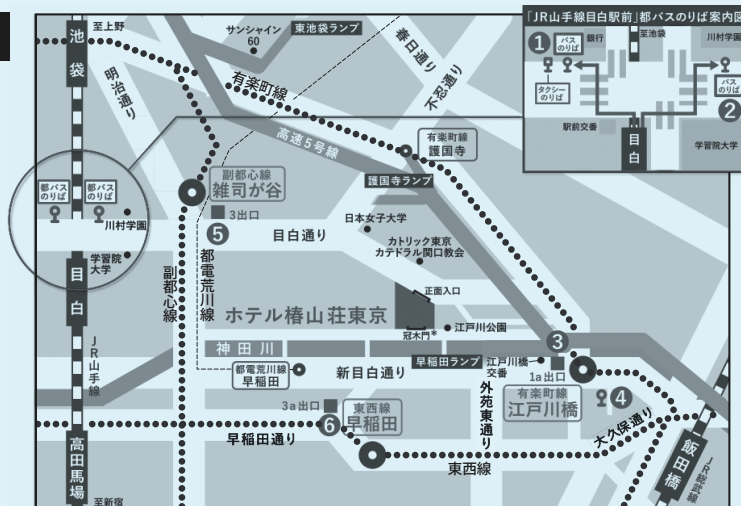 至上野
サンシャイン
60
東池袋ランプ
池袋
明治通り
有楽町線
春日通り
不忍通り
高速5号線
有楽町線
護国寺
護国寺ランプ
「JR山手線目白駅前」都バスのりば案内図
1
バス
のりば
銀行
至池袋
川村学園
タクシー
のりば
バス
のりば
2
駅前交番
目白
学習院大学
都バス
のりば
都バス
のりば
川村学園
学習院
大学
目白
副都心線
雑司が谷
3出口
5
目白通り
日本女子大学
カトリック東京
カテドラル関口教会
副都心線
都電荒川線
正面入口
ホテル椿山荘東京
冠木門*
江戸川公園
神田川
早稲田ランプ
江戸川橋
交番
3
1a出口
JR山手線
都電荒川線
早稲田
新目白通り
外苑東通り
有楽町線
江戸川橋
4
3a出口
6
東西線
早稲田
早稲田通り
大久保通り
東西線
高田馬場
飯田橋
JR総武線
至新宿